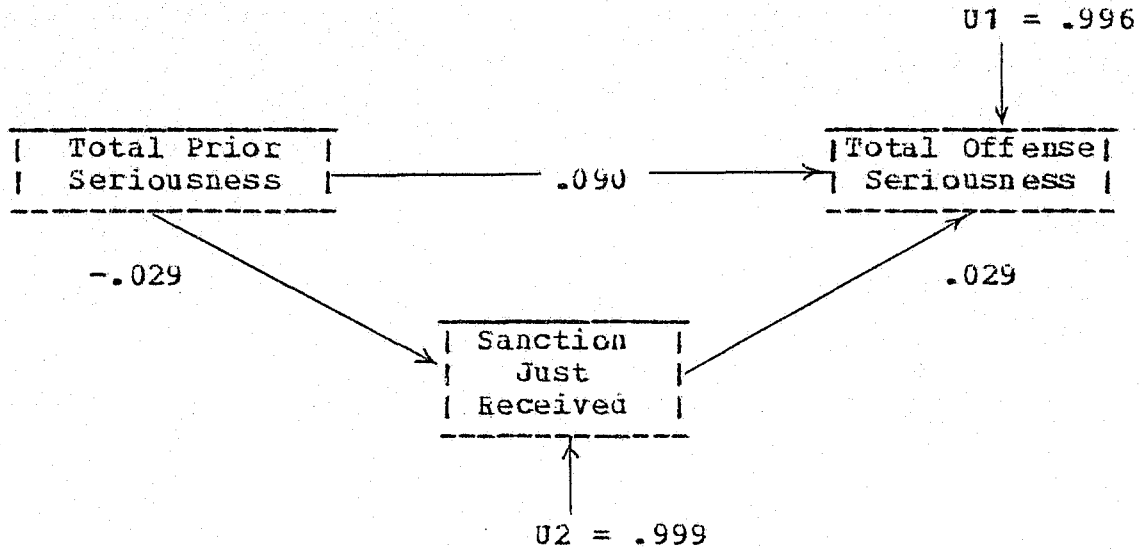 U1 = .996
Total Prior
Seriousness
Total Offense
Seriousness
.090
-.029
.029
Sanction
Just
Received
U2 = .999